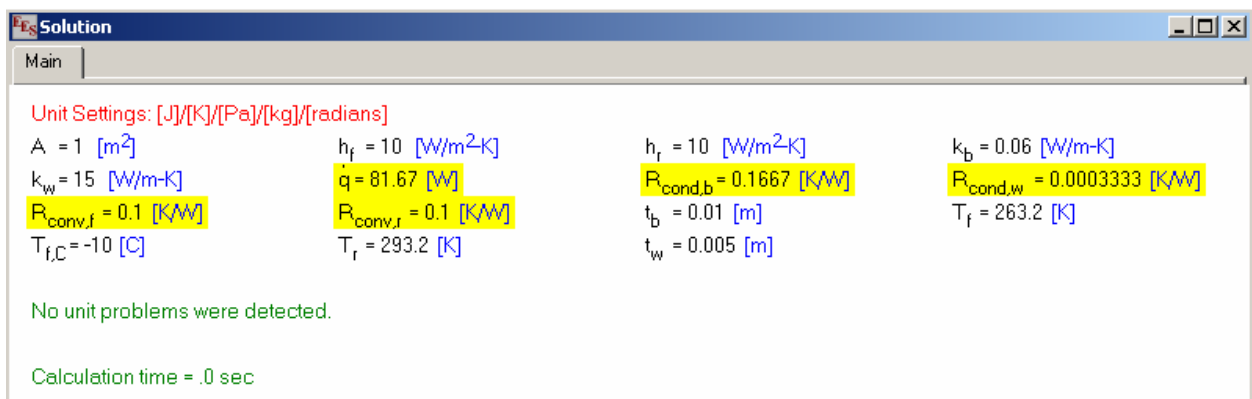 EES Solution
Main
Unit Settings: [J]/[K]/[Pa]/[kg]/[radians]
A = 1 [m²] h_f = 10 [W/m²-K] h_r = 10 [W/m²-K] k_b = 0.06 [W/m-K]
k_w = 15 [W/m-K] q̇ = 81.67 [W] R_cond,b = 0.1667 [K/W] R_cond,w = 0.0003333 [K/W]
R_conv,f = 0.1 [K/W] R_conv,r = 0.1 [K/W] t_b = 0.01 [m] T_f = 263.2 [K]
T_f,C = -10 [C] T_r = 293.2 [K] t_w = 0.005 [m]
No unit problems were detected.
Calculation time = .0 sec